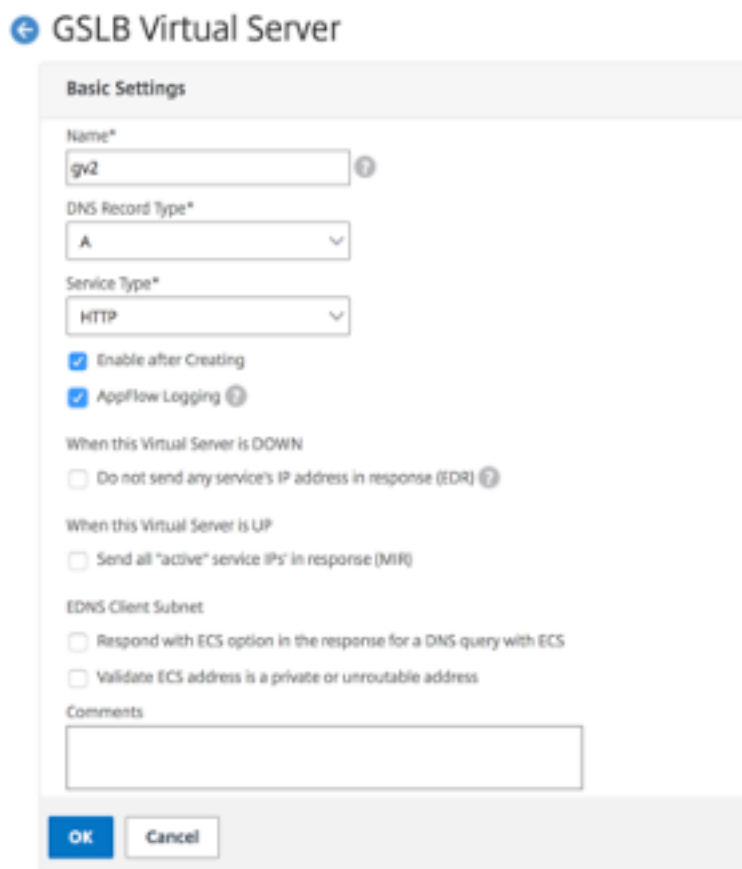 GSLB Virtual Server
Basic Settings
Name*
gv2
DNS Record Type*
A
Service Type*
HTTP
Enable after Creating
AppFlow Logging ?
When this Virtual Server is DOWN
Do not send any service's IP address in response (EDR) ?
When this Virtual Server is UP
Send all "active" service IPs' in response (MIR)
EDNS Client Subnet
Respond with ECS option in the response for a DNS query with ECS
Validate ECS address is a private or unroutable address
Comments
OK Cancel